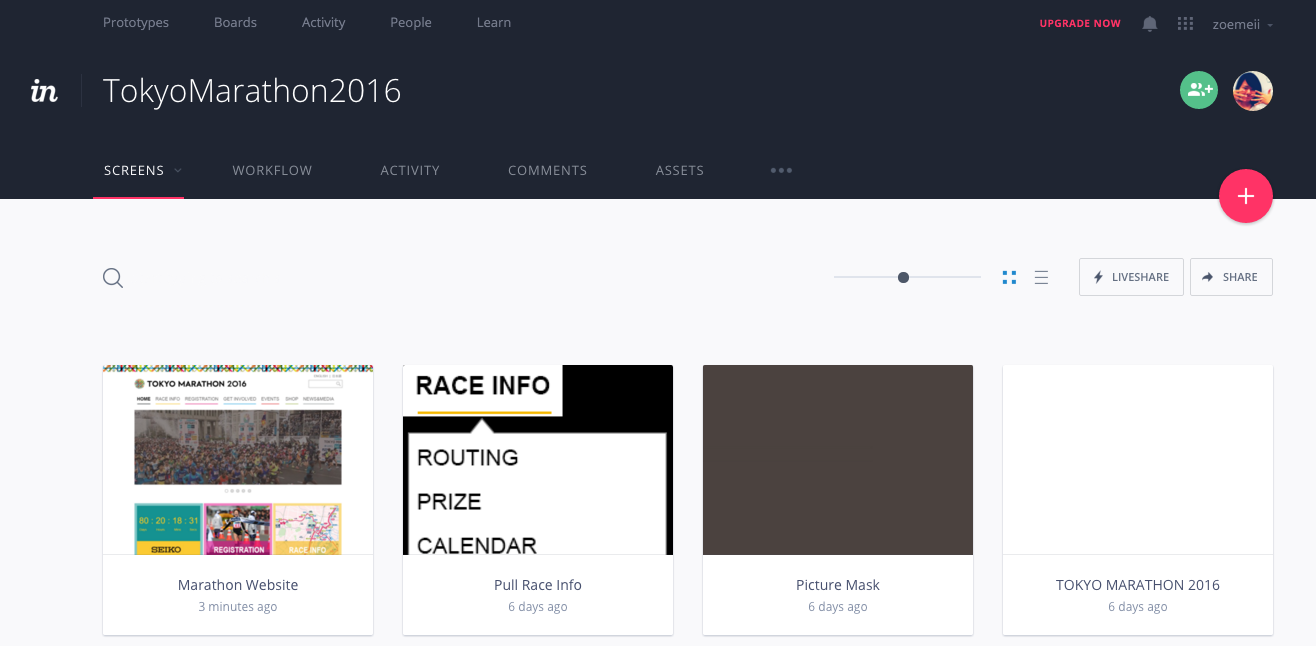 Prototypes Boards Activity People Learn
UPGRADE NOW zoemeii
in TokyoMarathon2016
SCREENS WORKFLOW ACTIVITY COMMENTS ASSETS
LIVESHARE SHARE
TOKYO MARATHON 2016
HOME RACE INFO REGISTRATION GET INVOLVED EVENTS SHOP NEWS&MEDIA
80 : 20 : 18 : 31
SEIKO REGISTRATION RACE INFO
RACE INFO
ROUTING
PRIZE
CALENDAR
Marathon Website Pull Race Info Picture Mask TOKYO MARATHON 2016
3 minutes ago 6 days ago 6 days ago 6 days ago